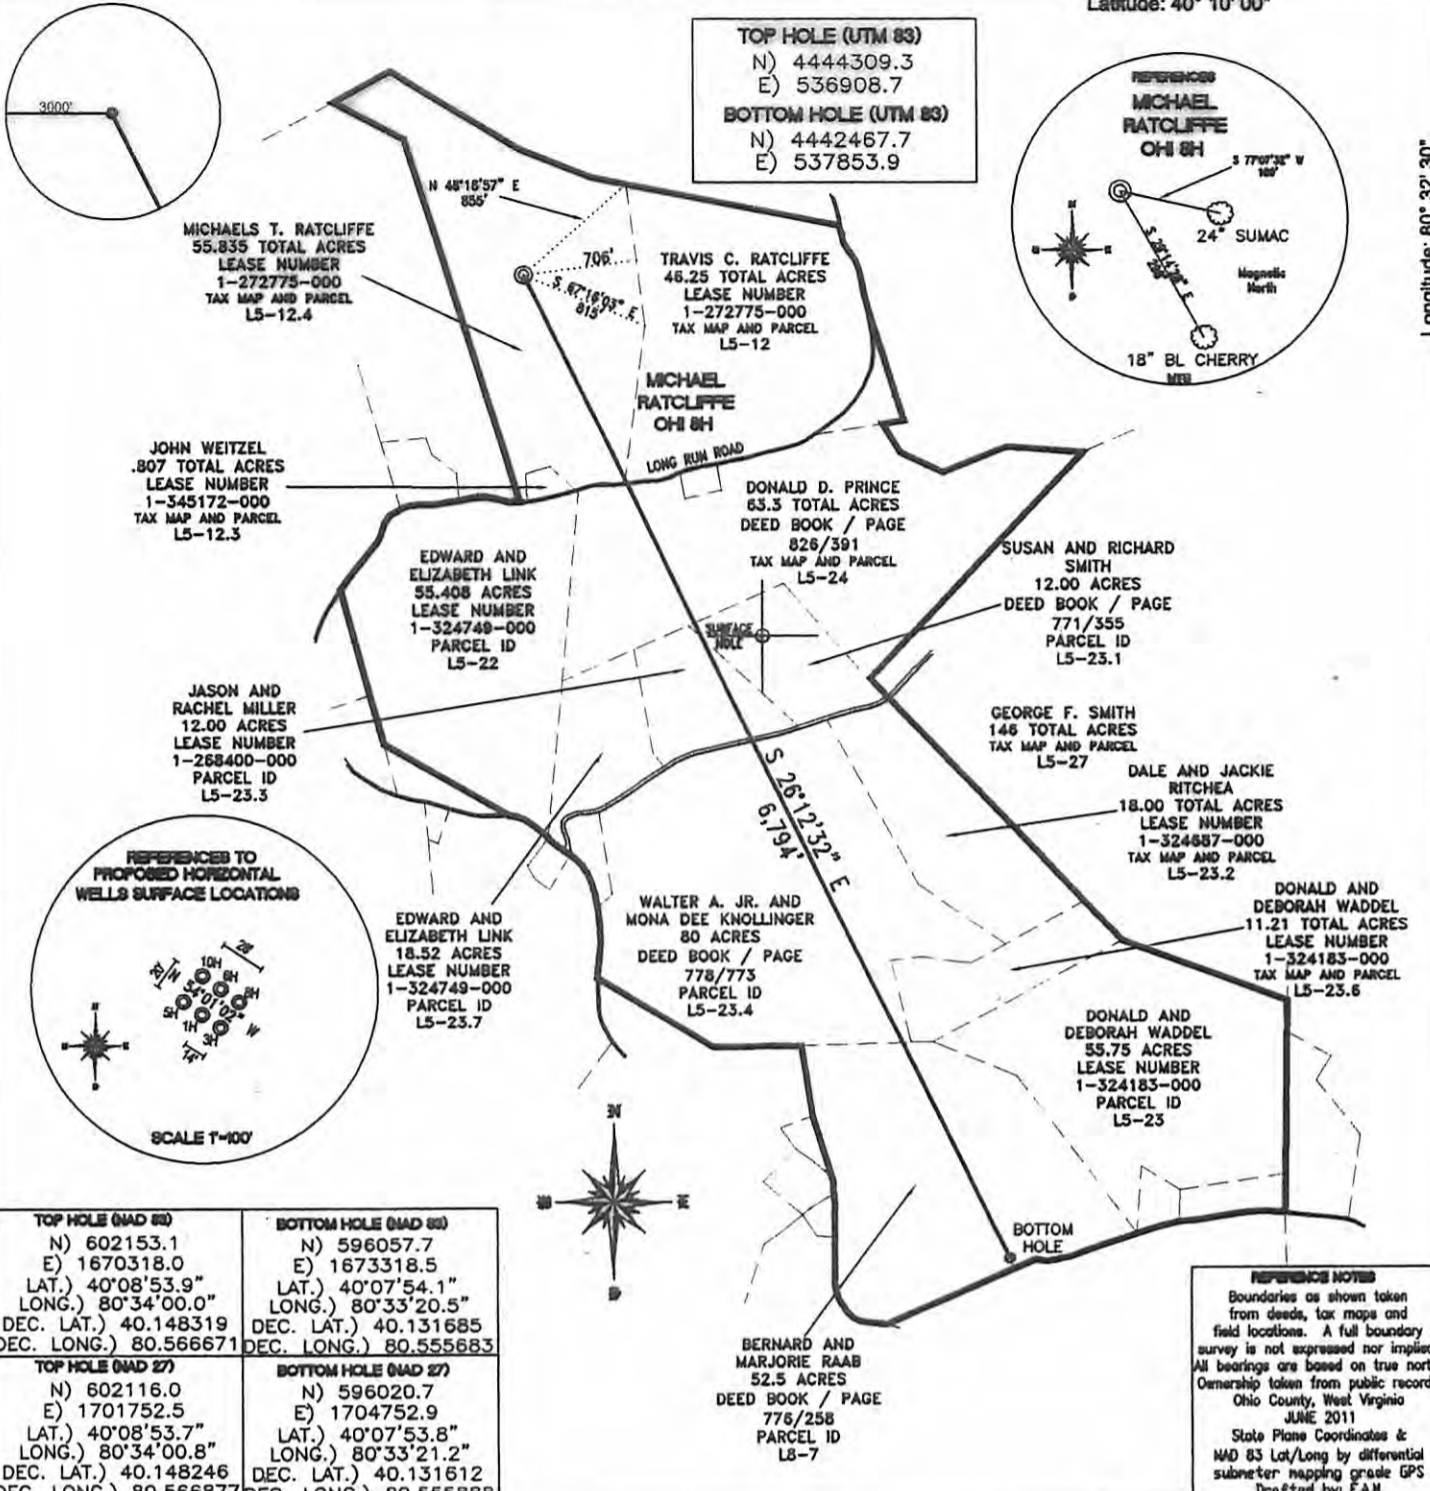 Latitude: 40° 10' 00"
Longitude: 80° 32' 30"
3000'
TOP HOLE (UTM 83)
N) 4444309.3
E) 536908.7
BOTTOM HOLE (UTM 83)
N) 4442467.7
E) 537853.9
REFERENCES
MICHAEL
RATCLIFFE
OHI 8H
24" SUMAC
Magnetic
North
18" BL CHERRY
855'
706'
S 67°16'03" E
815'
MICHAELS T. RATCLIFFE
55.835 TOTAL ACRES
LEASE NUMBER
1-272775-000
TAX MAP AND PARCEL
L5-12.4
TRAVIS C. RATCLIFFE
46.25 TOTAL ACRES
LEASE NUMBER
1-272775-000
TAX MAP AND PARCEL
L5-12
MICHAEL
RATCLIFFE
OHI 8H
LONG RUN ROAD
JOHN WEITZEL
.807 TOTAL ACRES
LEASE NUMBER
1-345172-000
TAX MAP AND PARCEL
L5-12.3
DONALD D. PRINCE
63.3 TOTAL ACRES
DEED BOOK / PAGE
826/391
TAX MAP AND PARCEL
L5-24
EDWARD AND
ELIZABETH LINK
55.408 ACRES
LEASE NUMBER
1-324749-000
PARCEL ID
L5-22
SUSAN AND RICHARD
SMITH
12.00 ACRES
DEED BOOK / PAGE
771/355
PARCEL ID
L5-23.1
SURFACE
HOLE
JASON AND
RACHEL MILLER
12.00 ACRES
LEASE NUMBER
1-268400-000
PARCEL ID
L5-23.3
GEORGE F. SMITH
146 TOTAL ACRES
TAX MAP AND PARCEL
L5-27
DALE AND JACKIE
RITCHEA
18.00 TOTAL ACRES
LEASE NUMBER
1-324687-000
TAX MAP AND PARCEL
L5-23.2
S 26°12'32" E
6,794'
REFERENCES TO
PROPOSED HORIZONTAL
WELLS SURFACE LOCATIONS
10H
5H
1H
3H
SCALE 1"=100'
EDWARD AND
ELIZABETH LINK
18.52 ACRES
LEASE NUMBER
1-324749-000
PARCEL ID
L5-23.7
WALTER A. JR. AND
MONA DEE KNOLLINGER
80 ACRES
DEED BOOK / PAGE
778/773
PARCEL ID
L5-23.4
DONALD AND
DEBORAH WADDEL
11.21 TOTAL ACRES
LEASE NUMBER
1-324183-000
TAX MAP AND PARCEL
L5-23.6
DONALD AND
DEBORAH WADDEL
55.75 ACRES
LEASE NUMBER
1-324183-000
PARCEL ID
L5-23
BOTTOM
HOLE
BERNARD AND
MARJORIE RAAB
52.5 ACRES
DEED BOOK / PAGE
776/258
PARCEL ID
L8-7
TOP HOLE (NAD 83)
N) 602153.1
E) 1670318.0
LAT.) 40°08'53.9"
LONG.) 80°34'00.0"
DEC. LAT.) 40.148319
DEC. LONG.) 80.566671
BOTTOM HOLE (NAD 83)
N) 596057.7
E) 1673318.5
LAT.) 40°07'54.1"
LONG.) 80°33'20.5"
DEC. LAT.) 40.131685
DEC. LONG.) 80.555683
TOP HOLE (NAD 27)
N) 602116.0
E) 1701752.5
LAT.) 40°08'53.7"
LONG.) 80°34'00.8"
DEC. LAT.) 40.148246
DEC. LONG.) 80.566877
BOTTOM HOLE (NAD 27)
N) 596020.7
E) 1704752.9
LAT.) 40°07'53.8"
LONG.) 80°33'21.2"
DEC. LAT.) 40.131612
REFERENCE NOTES
Boundaries as shown taken
from deeds, tax maps and
field locations. A full boundary
survey is not expressed nor implied
All bearings are based on true nort
Ownership taken from public record
Ohio County, West Virginia
JUNE 2011
State Plane Coordinates &
NAD 83 Lat/Long by differential
submeter mapping grade GPS
Drafted by: F.A.M.